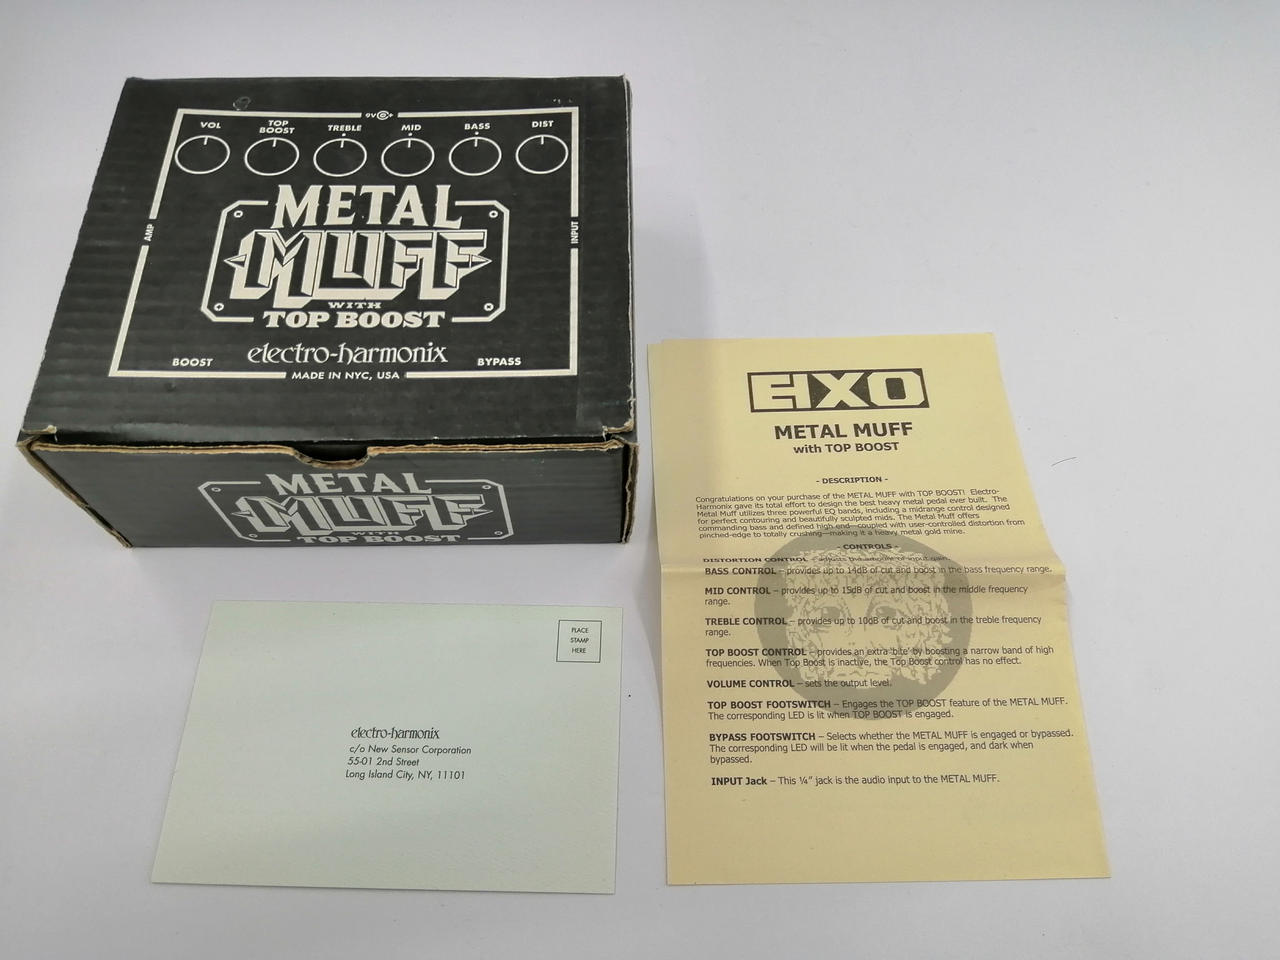 9V
VOL
TOP
BOOST
TREBLE
MID
BASS
DIST
AMP
INPUT
METAL
MUFF
WITH
TOP BOOST
BOOST
electro-harmonix
BYPASS
MADE IN NYC, USA
METAL
MUFF
WITH
TOP BOOST
PLACE
STAMP
HERE
electro-harmonix
c/o New Sensor Corporation
55-01 2nd Street
Long Island City, NY, 11101
EHXO
METAL MUFF
with TOP BOOST
- DESCRIPTION -
Congratulations on your purchase of the METAL MUFF with TOP BOOST! Electro-
Harmonix gave its total effort to design the best heavy metal pedal ever built. The
Metal Muff utilizes three powerful EQ bands, including a midrange control designed
for perfect contouring and beautifully sculpted mids. The Metal Muff offers
commanding bass and defined high end—coupled with user-controlled distortion from
pinched-edge to totally crushing—making it a heavy metal gold mine.
- CONTROLS -
DISTORTION CONTROL – adjusts the amount of input gain.
BASS CONTROL – provides up to 14dB of cut and boost in the bass frequency range.
MID CONTROL – provides up to 15dB of cut and boost in the middle frequency
range.
TREBLE CONTROL – provides up to 10dB of cut and boost in the treble frequency
range.
TOP BOOST CONTROL – provides an extra 'bite' by boosting a narrow band of high
frequencies. When Top Boost is inactive, the Top Boost control has no effect.
VOLUME CONTROL – sets the output level.
TOP BOOST FOOTSWITCH – Engages the TOP BOOST feature of the METAL MUFF.
The corresponding LED is lit when TOP BOOST is engaged.
BYPASS FOOTSWITCH – Selects whether the METAL MUFF is engaged or bypassed.
The corresponding LED will be lit when the pedal is engaged, and dark when
bypassed.
INPUT Jack – This ¼" jack is the audio input to the METAL MUFF.